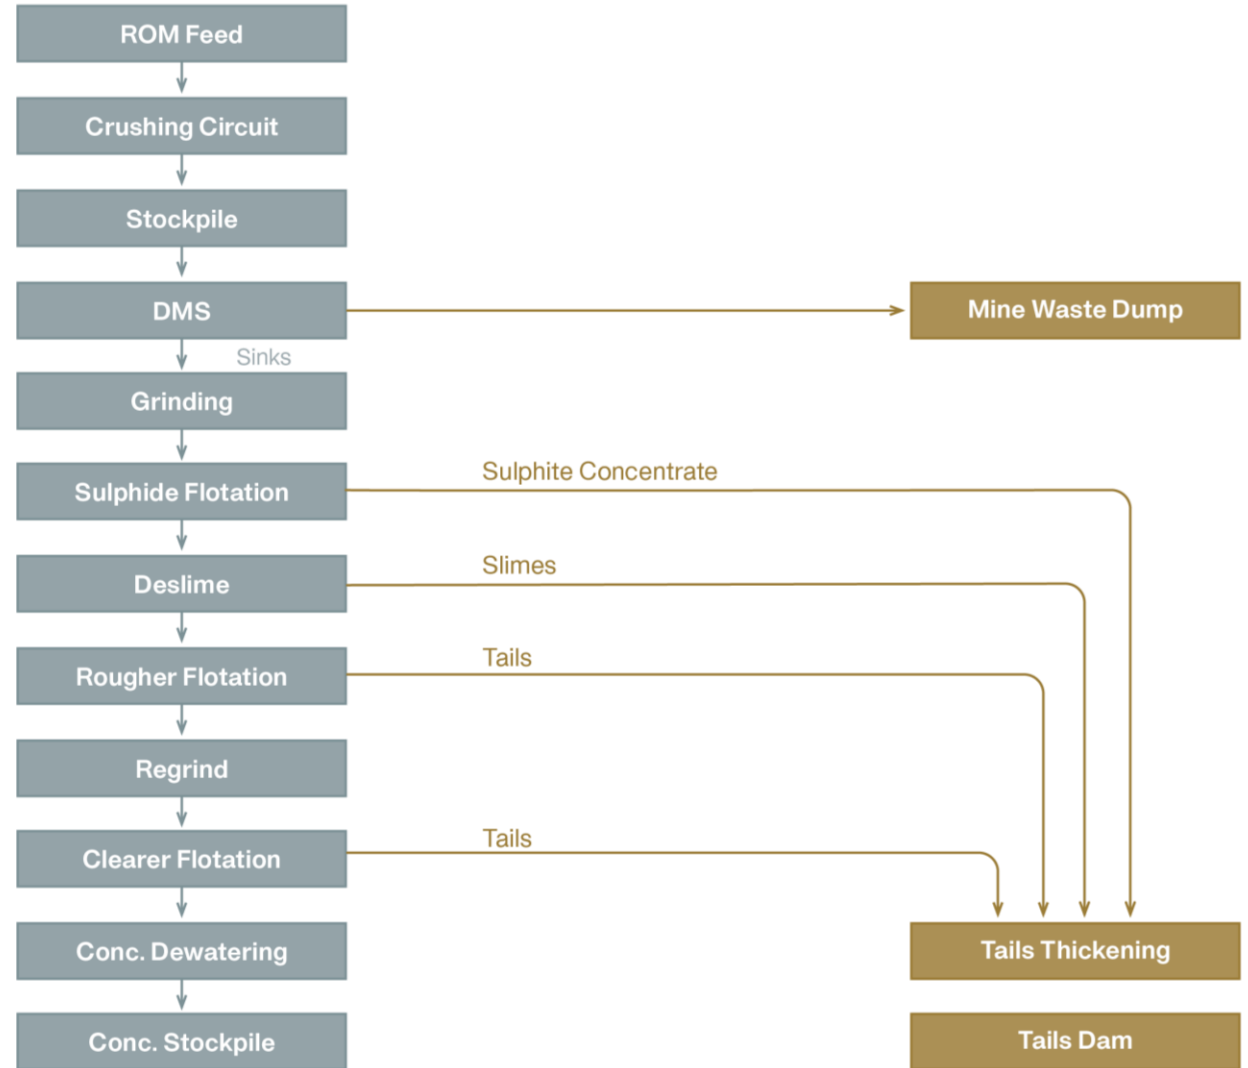 ROM Feed
Crushing Circuit
Stockpile
DMS
Mine Waste Dump
Sinks
Grinding
Sulphide Flotation
Sulphite Concentrate
Deslime
Slimes
Rougher Flotation
Tails
Regrind
Clearer Flotation
Tails
Conc. Dewatering
Tails Thickening
Conc. Stockpile
Tails Dam